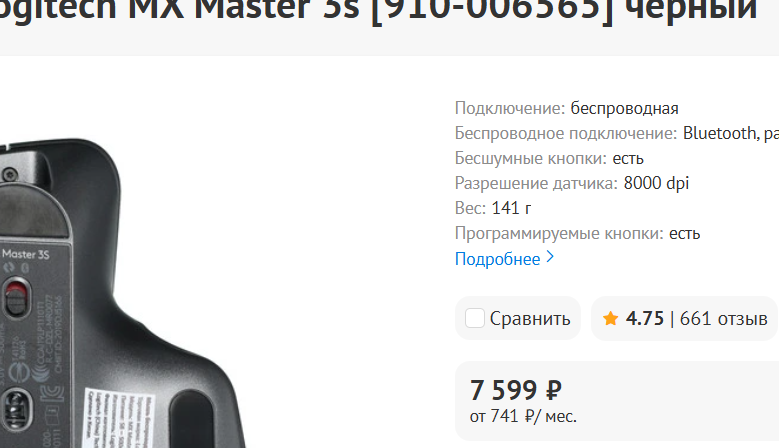 ogitech MX Master 3s [910-006565] черный
Подключение: беспроводная
Беспроводное подключение: Bluetooth, ра
Бесшумные кнопки: есть
Разрешение датчика: 8000 dpi
Вес: 141 г
Программируемые кнопки: есть
Подробнее
Master 3S
Сравнить
4.75 | 661 отзыв
7 599 ₽
от 741 ₽/ мес.